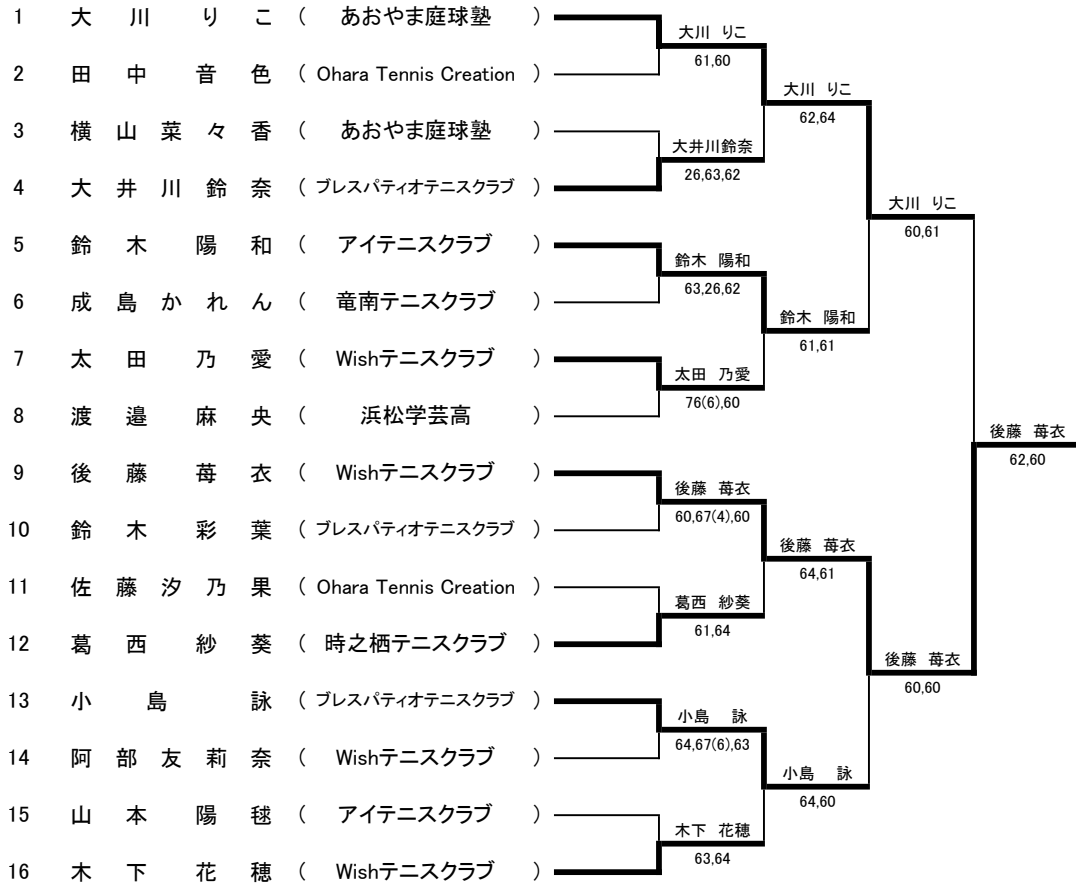 1 大川 りこ ( あおやま庭球塾 )
2 田中 音色 ( Ohara Tennis Creation )
3 横山菜々香 ( あおやま庭球塾 )
4 大井川鈴奈 ( ブレスパティオテニスクラブ )
5 鈴木 陽和 ( アイテニスクラブ )
6 成島かれん ( 竜南テニスクラブ )
7 太田 乃愛 ( Wishテニスクラブ )
8 渡邉 麻央 ( 浜松学芸高 )
9 後藤 苺衣 ( Wishテニスクラブ )
10 鈴木 彩葉 ( ブレスパティオテニスクラブ )
11 佐藤汐乃果 ( Ohara Tennis Creation )
12 葛西 紗葵 ( 時之栖テニスクラブ )
13 小島 詠 ( ブレスパティオテニスクラブ )
14 阿部友莉奈 ( Wishテニスクラブ )
15 山本 陽毬 ( アイテニスクラブ )
16 木下 花穂 ( Wishテニスクラブ )
大川 りこ
61,60
大井川鈴奈
26,63,62
鈴木 陽和
63,26,62
太田 乃愛
76(6),60
後藤 苺衣
60,67(4),60
葛西 紗葵
61,64
小島 詠
64,67(6),63
木下 花穂
63,64
大川 りこ
62,64
鈴木 陽和
61,61
後藤 苺衣
64,61
小島 詠
64,60
大川 りこ
60,61
後藤 苺衣
60,60
後藤 苺衣
62,60